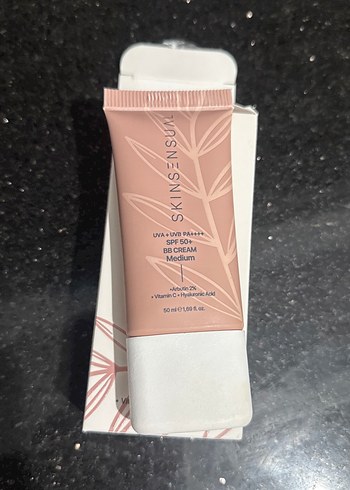 SKINSENSUAL
UVA + UVB PA++++
SPF 50+
BB CREAM
Medium
+Arbutin 2%
+ Vitamin C + Hyaluronic Acid
50 ml ℮ 1,69 fl. oz.